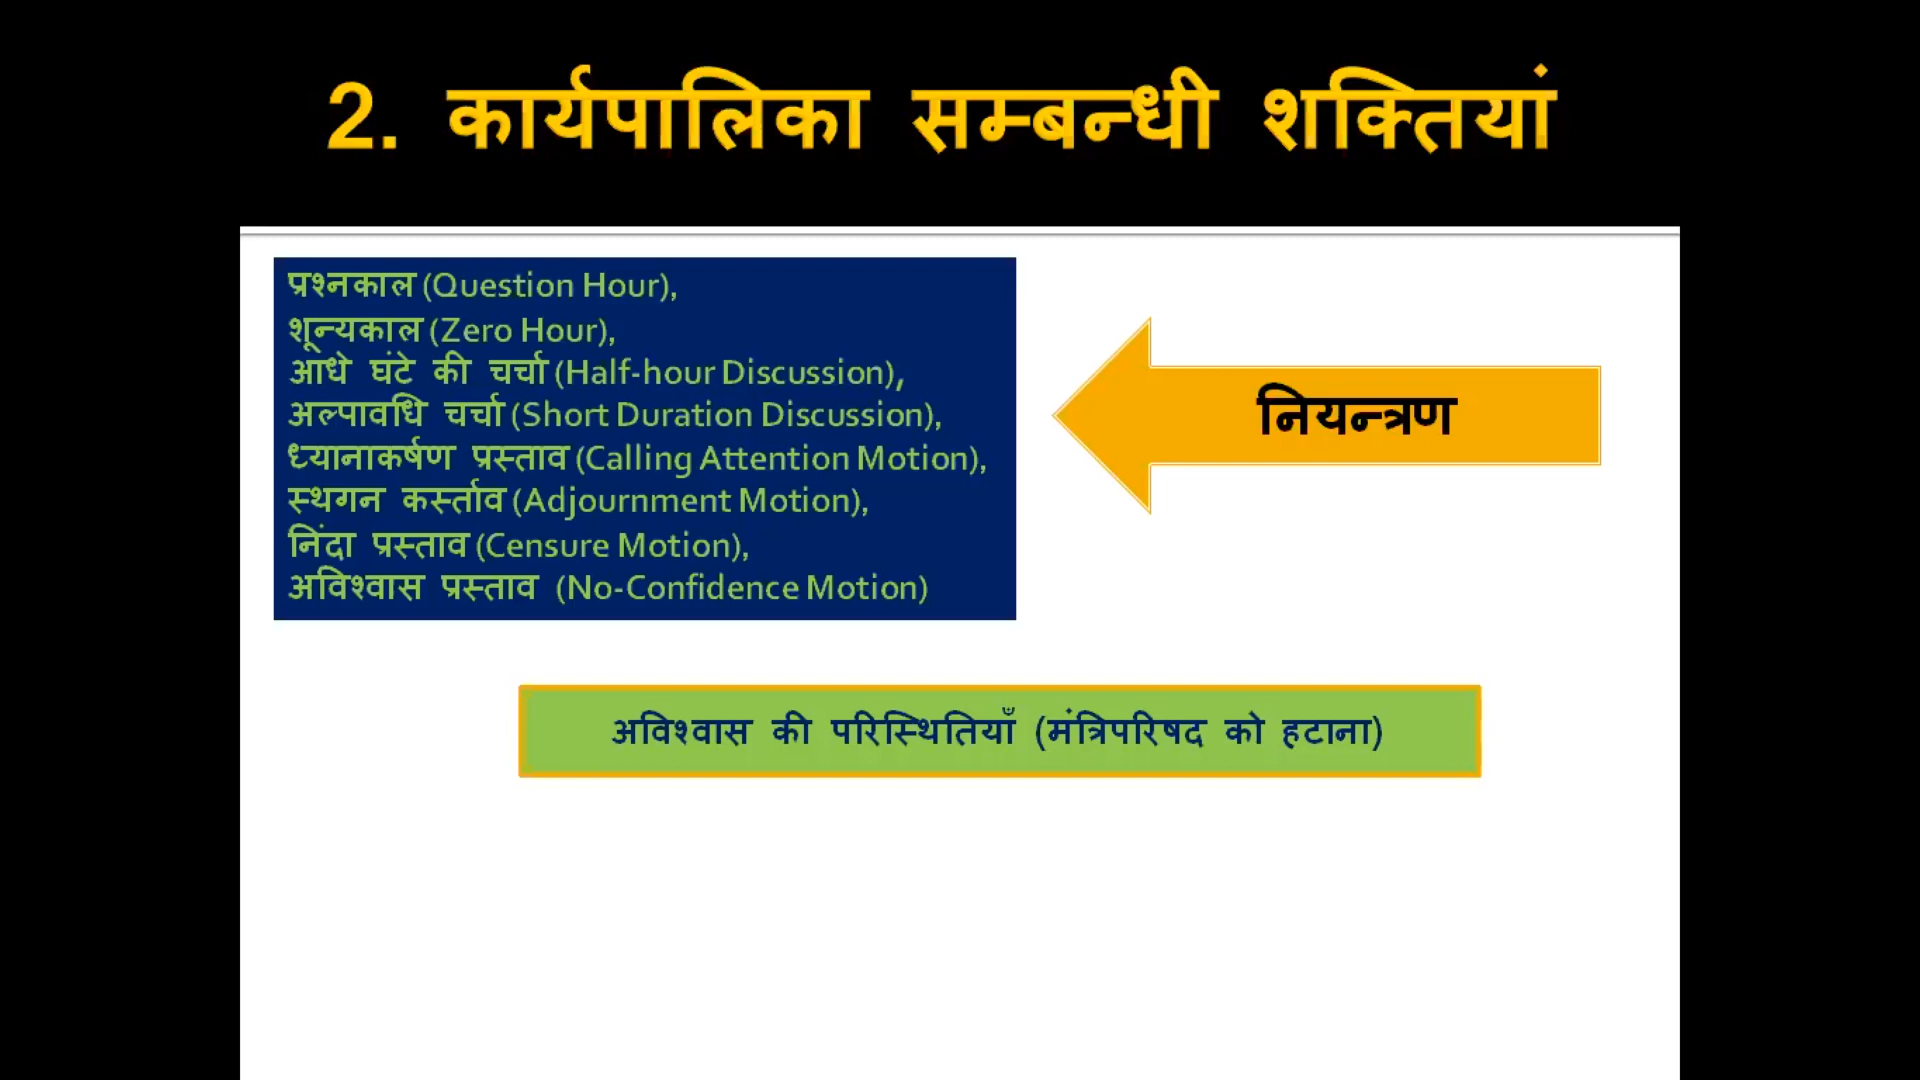 2. कार्यपालिका सम्बन्धी शक्तियां
प्रश्नकाल (Question Hour),
शून्यकाल (Zero Hour),
आधे घंटे की चर्चा (Half-hour Discussion),
अल्पावधि चर्चा (Short Duration Discussion),
ध्यानाकर्षण प्रस्ताव (Calling Attention Motion),
स्थगन कर्स्ताव (Adjournment Motion),
निंदा प्रस्ताव (Censure Motion),
अविश्वास प्रस्ताव (No-Confidence Motion)
नियन्त्रण
अविश्वास की परिस्थितियाँ (मंत्रिपरिषद को हटाना)